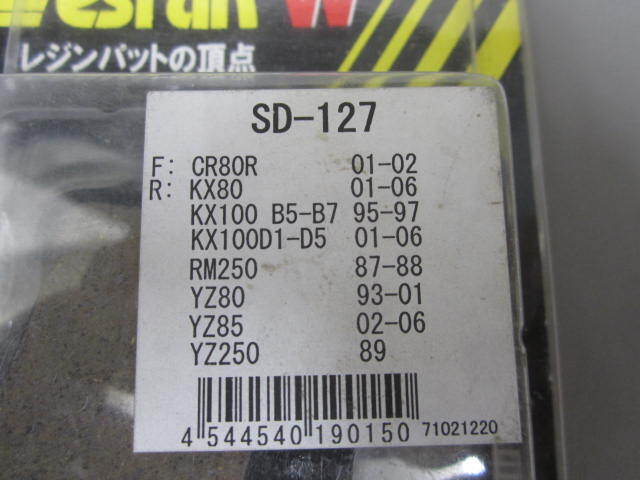 Vesrah W
レジンパットの頂点
SD-127
F: CR80R 01-02
R: KX80 01-06
KX100 B5-B7 95-97
KX100D1-D5 01-06
RM250 87-88
YZ80 93-01
YZ85 02-06
YZ250 89
4 544540 190150 71021220